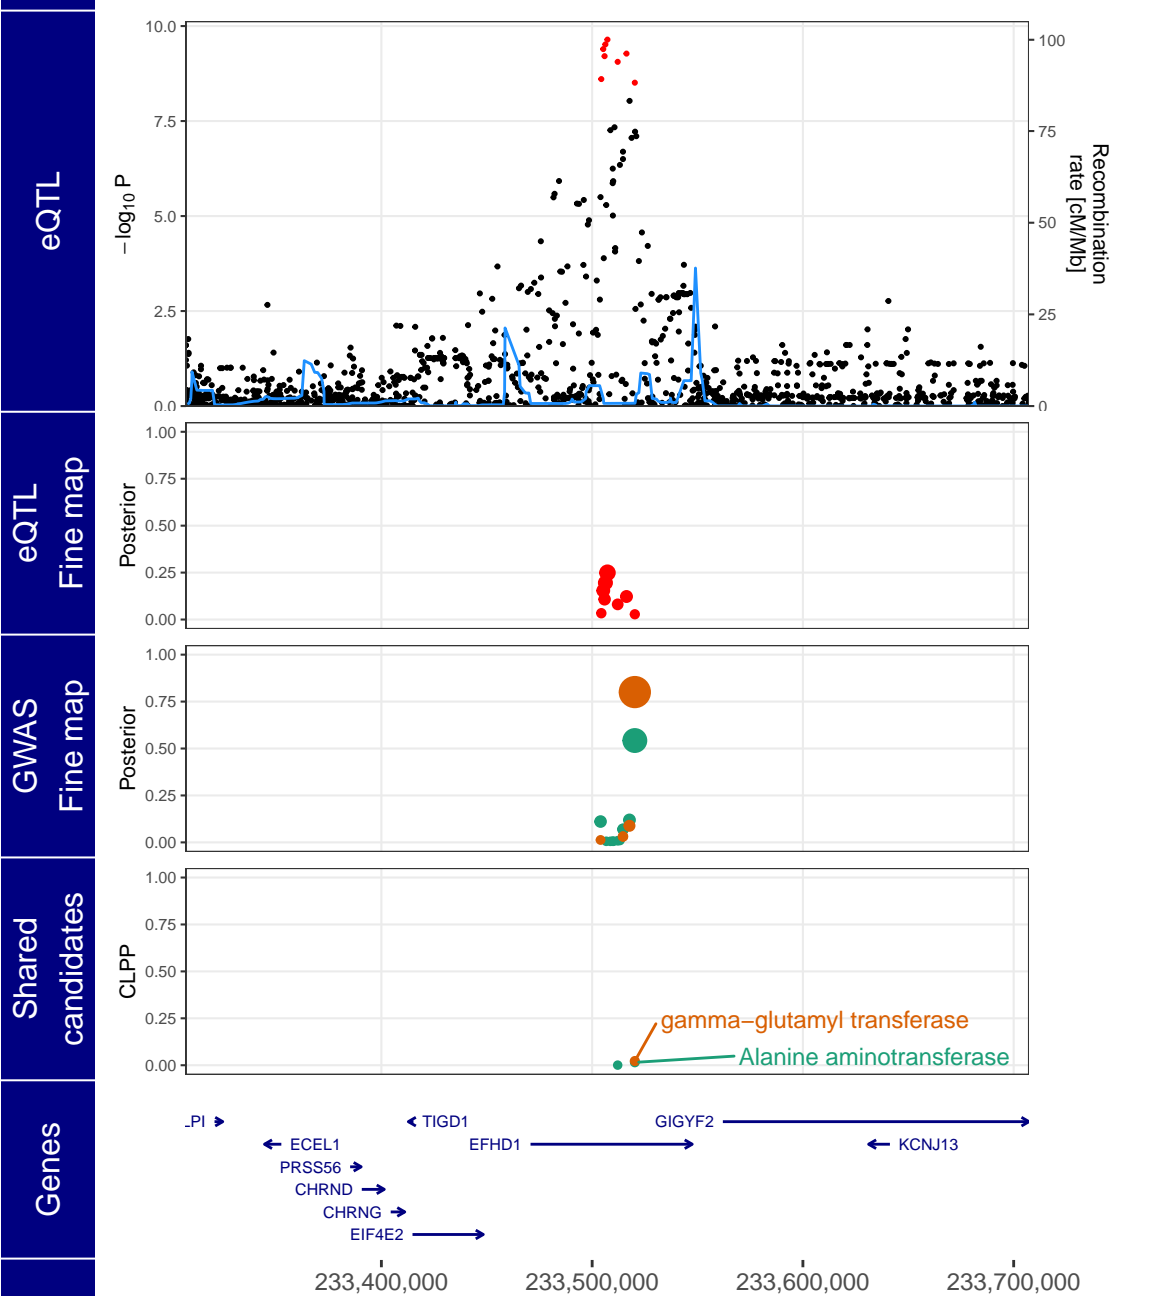 eQTL
−log10 P
10.0
7.5
5.0
2.5
0.0
100
75
50
25
0
Recombination
rate [cM/Mb]
eQTL
Fine map
Posterior
1.00
0.75
0.50
0.25
0.00
GWAS
Fine map
Posterior
1.00
0.75
0.50
0.25
0.00
Shared
candidates
CLPP
1.00
0.75
0.50
0.25
0.00
gamma−glutamyl transferase
Alanine aminotransferase
Genes
PI
TIGD1
GIGYF2
ECEL1
EFHD1
KCNJ13
PRSS56
CHRND
CHRNG
EIF4E2
233,400,000
233,500,000
233,600,000
233,700,000